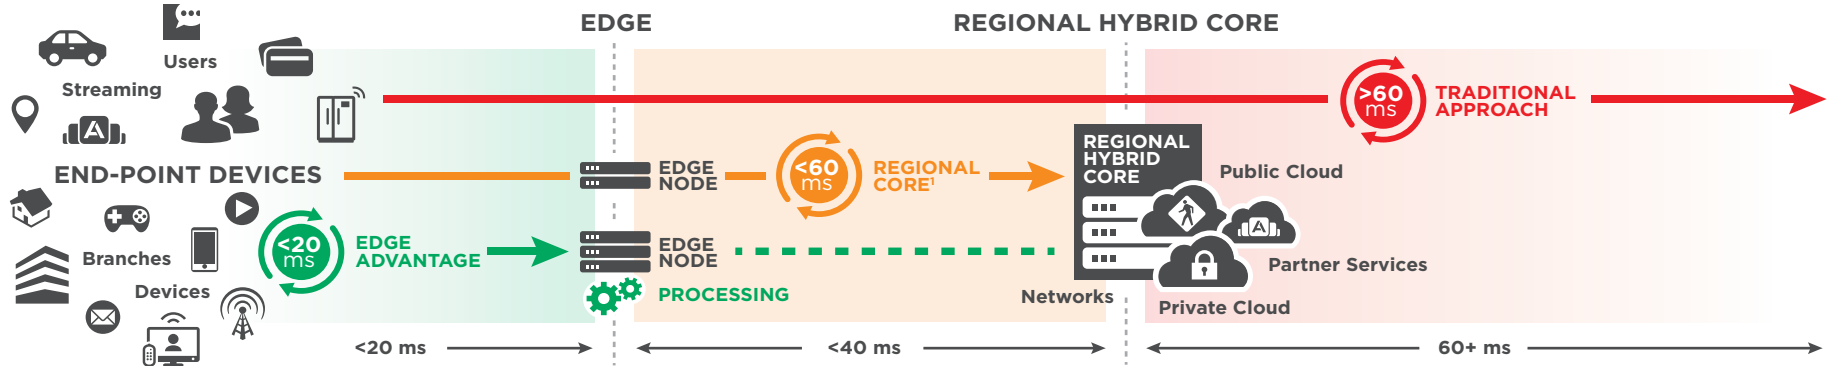 EDGE
REGIONAL HYBRID CORE
Users
Streaming
A
END-POINT DEVICES
Branches
Devices
>60
ms
TRADITIONAL
APPROACH
EDGE
NODE
<60
ms
REGIONAL
CORE¹
REGIONAL
HYBRID
CORE
Public Cloud
A
Partner Services
Private Cloud
Networks
<20
ms
EDGE
ADVANTAGE
EDGE
NODE
PROCESSING
<20 ms
<40 ms
60+ ms